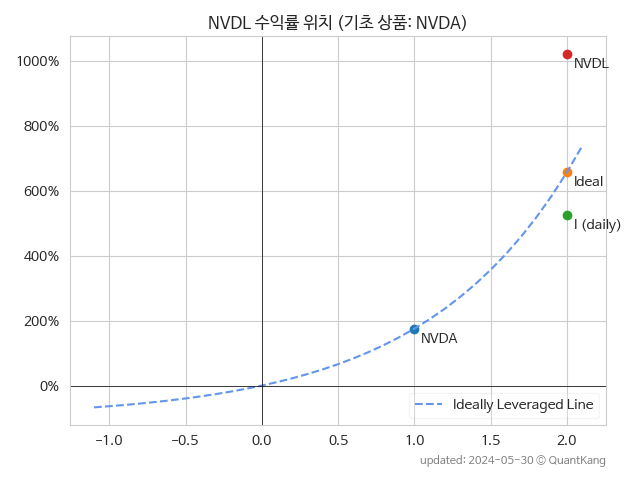 NVDL 수익률 위치 (기초 상품: NVDA)
1000%
800%
600%
400%
200%
0%
NVDL
Ideal
I (daily)
NVDA
Ideally Leveraged Line
−1.0 −0.5 0.0 0.5 1.0 1.5 2.0
updated: 2024-05-30 © QuantKang